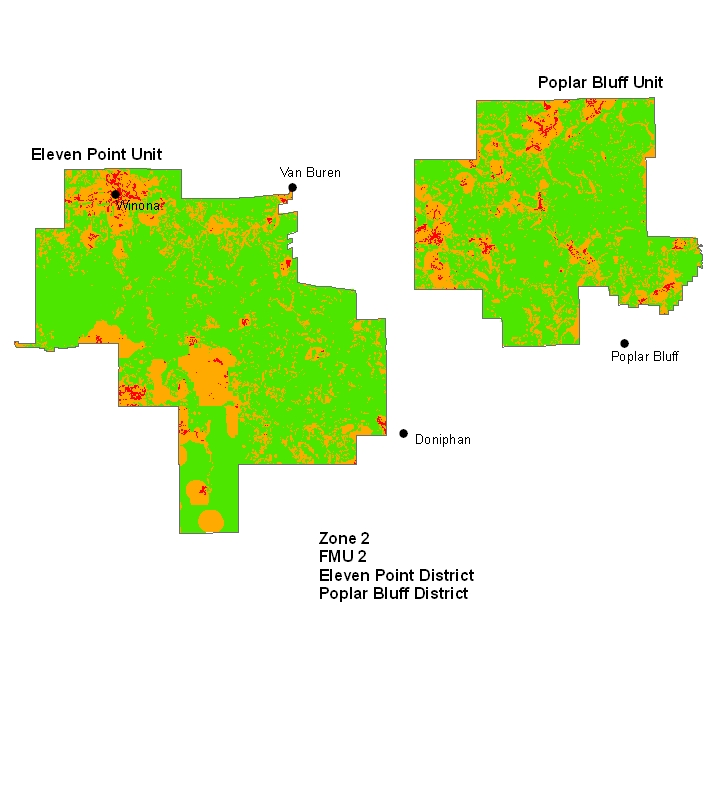 Poplar Bluff Unit
Eleven Point Unit
Van Buren
Winona
Poplar Bluff
Doniphan
Zone 2
FMU 2
Eleven Point District
Poplar Bluff District